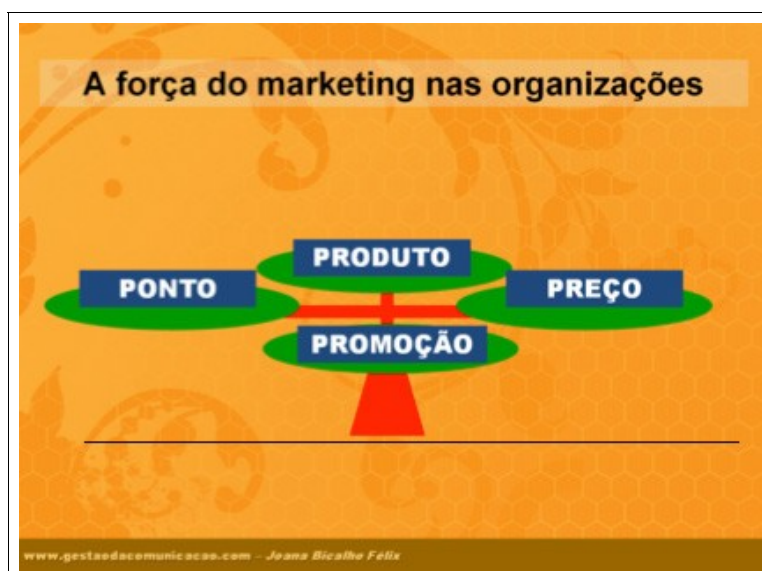 A força do marketing nas organizações
PRODUTO
PONTO
PREÇO
PROMOÇÃO
www.gestaodacomunicacao.com – Joana Bicalho Félix